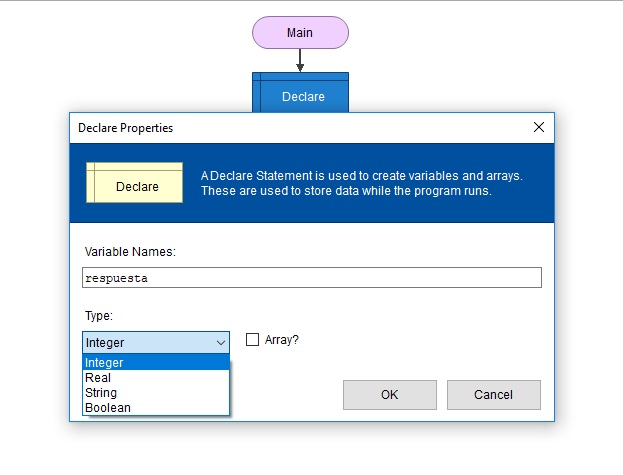 Main
Declare
Declare Properties
Declare
A Declare Statement is used to create variables and arrays.
These are used to store data while the program runs.
Variable Names:
respuesta
Type:
Integer
Array?
Integer
Real
String
Boolean
OK
Cancel